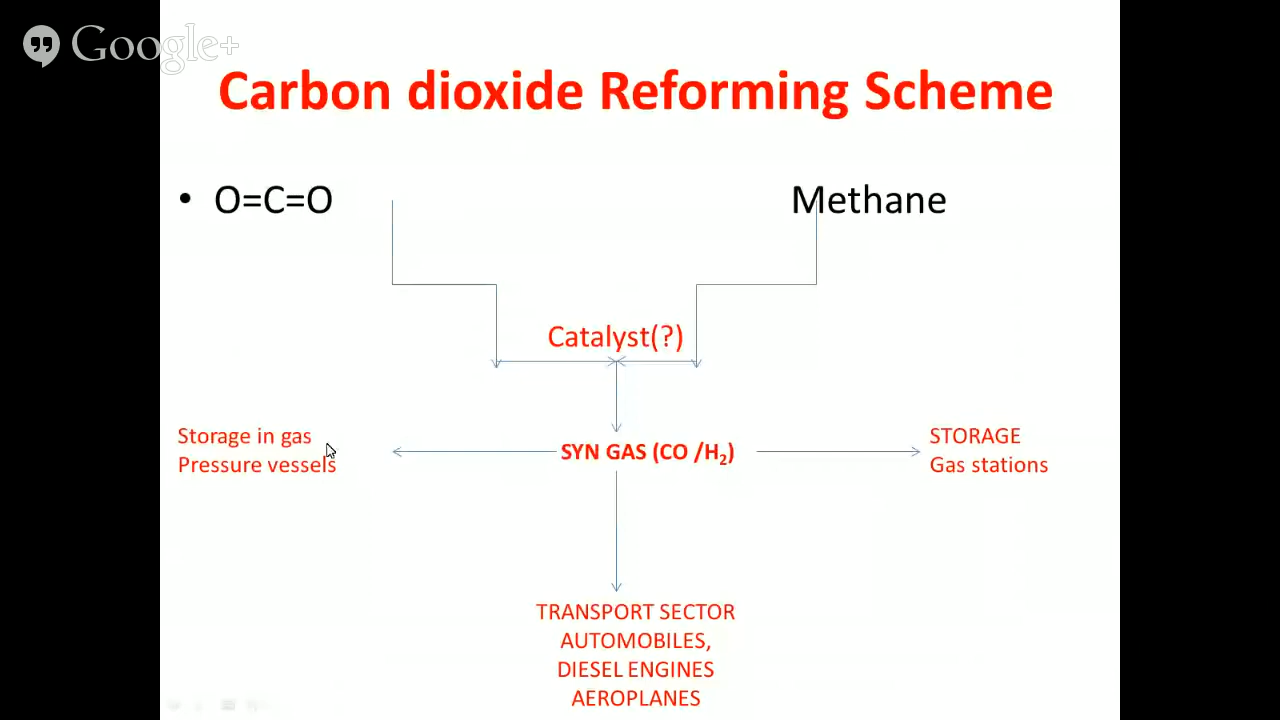 Google+
Carbon dioxide Reforming Scheme
• O=C=O Methane
Catalyst(?)
Storage in gas
Pressure vessels
SYN GAS (CO /H₂)
STORAGE
Gas stations
TRANSPORT SECTOR
AUTOMOBILES,
DIESEL ENGINES
AEROPLANES